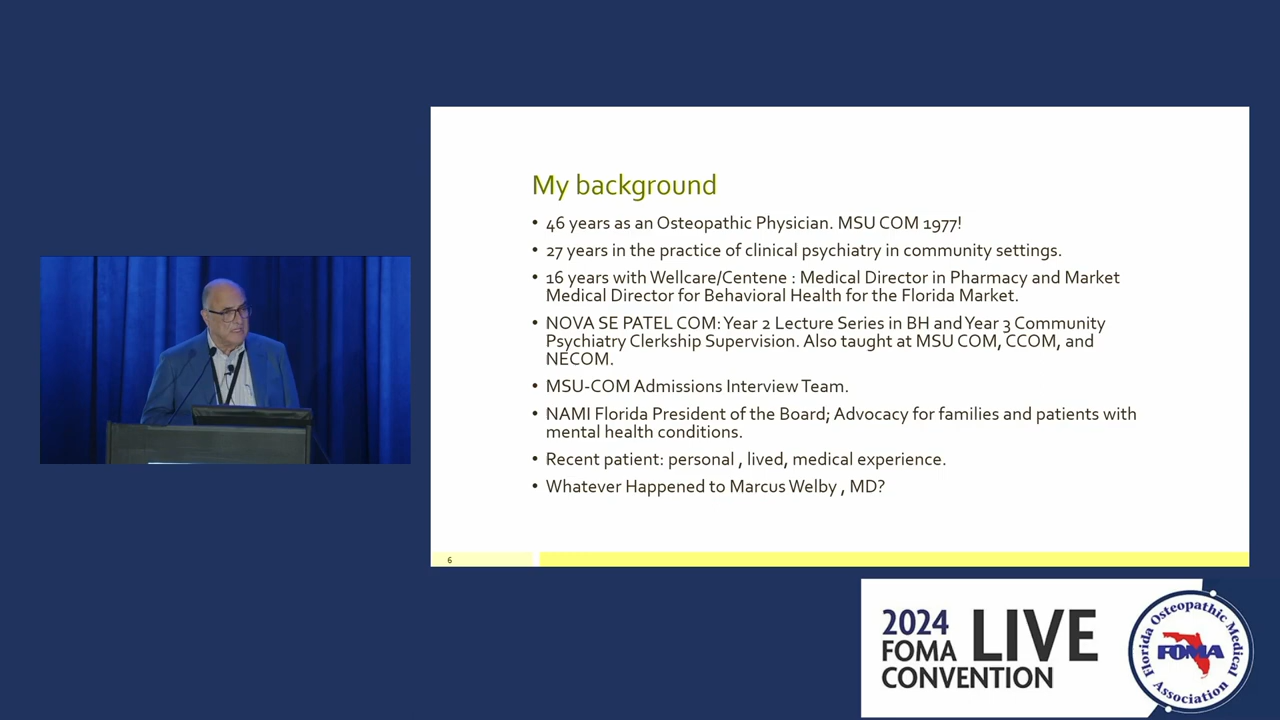 My background
• 46 years as an Osteopathic Physician. MSU COM 1977!
• 27 years in the practice of clinical psychiatry in community settings.
• 16 years with Wellcare/Centene : Medical Director in Pharmacy and Market
Medical Director for Behavioral Health for the Florida Market.
• NOVA SE PATEL COM: Year 2 Lecture Series in BH and Year 3 Community
Psychiatry Clerkship Supervision. Also taught at MSU COM, CCOM, and
NECOM.
• MSU-COM Admissions Interview Team.
• NAMI Florida President of the Board; Advocacy for families and patients with
mental health conditions.
• Recent patient: personal , lived, medical experience.
• Whatever Happened to Marcus Welby , MD?
6
2024
FOMA
CONVENTION
LIVE
Florida Osteopathic Medical
FOMA
Association